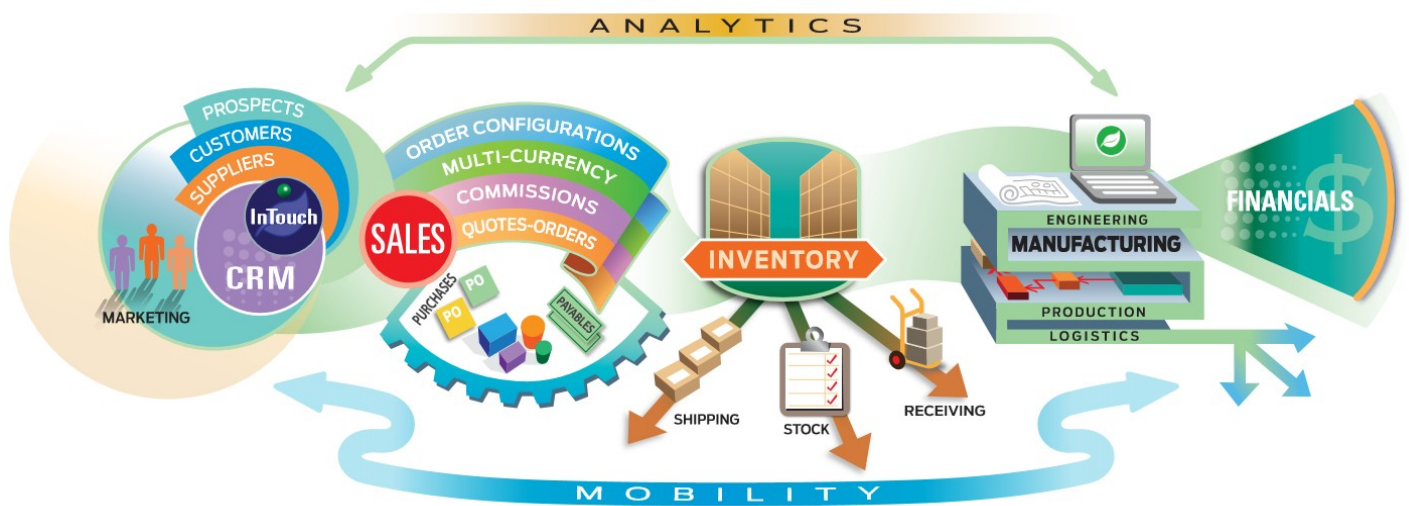 ANALYTICS
PROSPECTS
CUSTOMERS
SUPPLIERS
InTouch
CRM
MARKETING
ORDER CONFIGURATIONS
MULTI-CURRENCY
COMMISSIONS
QUOTES-ORDERS
SALES
PURCHASES
PO
PO
PAYABLES
INVENTORY
SHIPPING
STOCK
RECEIVING
ENGINEERING
MANUFACTURING
PRODUCTION
LOGISTICS
FINANCIALS
$
MOBILITY